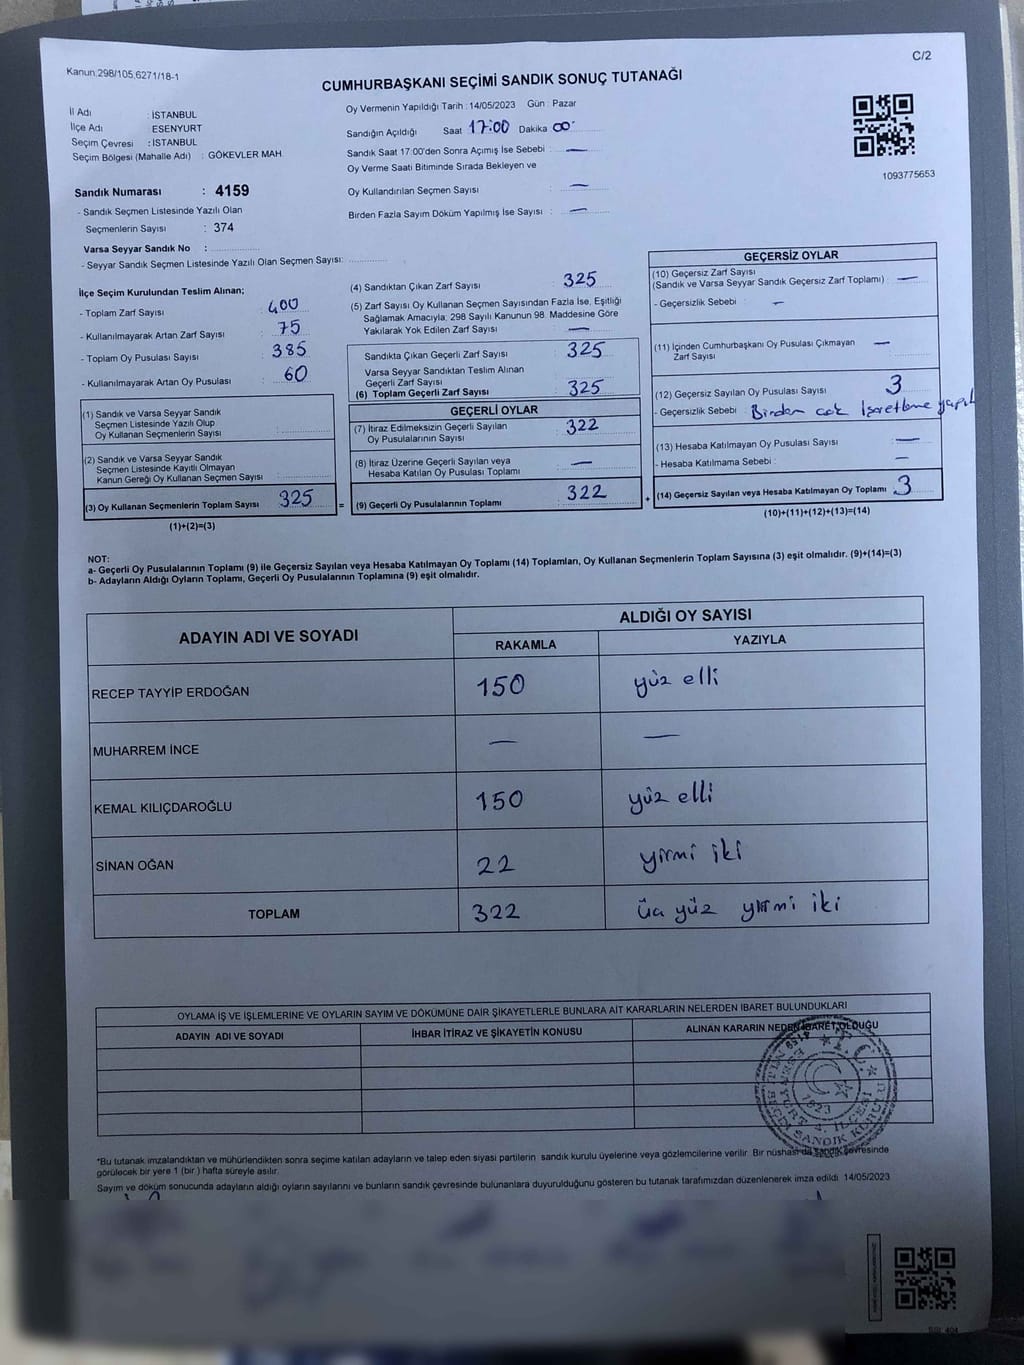 Kanun.298/105,6271/18-1
C/2
CUMHURBAŞKANI SEÇİMİ SANDIK SONUÇ TUTANAĞI
İl Adı : İSTANBUL
İlçe Adı : ESENYURT
Seçim Çevresi : İSTANBUL
Seçim Bölgesi (Mahalle Adı) : GÖKEVLER MAH.
Oy Vermenin Yapıldığı Tarih : 14/05/2023 Gün : Pazar
Sandığın Açıldığı Saat 17:00 Dakika 00
Sandık Saat 17:00'den Sonra Açımış İse Sebebi : —
Oy Verme Saati Bitiminde Sırada Bekleyen ve
Oy Kullandırılan Seçmen Sayısı : —
Birden Fazla Sayım Döküm Yapılmış İse Sayısı : —
1093775653
Sandık Numarası : 4159
- Sandık Seçmen Listesinde Yazılı Olan
Seçmenlerin Sayısı : 374
Varsa Seyyar Sandık No :
- Seyyar Sandık Seçmen Listesinde Yazılı Olan Seçmen Sayısı:
İlçe Seçim Kurulundan Teslim Alınan;
- Toplam Zarf Sayısı : 400
- Kullanılmayarak Artan Zarf Sayısı : 75
- Toplam Oy Pusulası Sayısı : 385
- Kullanılmayarak Artan Oy Pusulası : 60
(1) Sandık ve Varsa Seyyar Sandık
Seçmen Listesinde Yazılı Olup
Oy Kullanan Seçmenlerin Sayısı :
(2) Sandık ve Varsa Seyyar Sandık
Seçmen Listesinde Kayıtlı Olmayan
Kanun Gereği Oy Kullanan Seçmen Sayısı :
(3) Oy Kullanan Seçmenlerin Toplam Sayısı : 325 =
(1)+(2)=(3)
(4) Sandıktan Çıkan Zarf Sayısı : 325
(5) Zarf Sayısı Oy Kullanan Seçmen Sayısından Fazla İse, Eşitliği
Sağlamak Amacıyla, 298 Sayılı Kanunun 98. Maddesine Göre
Yakılarak Yok Edilen Zarf Sayısı : —
Sandıkta Çıkan Geçerli Zarf Sayısı : 325
Varsa Seyyar Sandıktan Teslim Alınan
Geçerli Zarf Sayısı :
(6) Toplam Geçerli Zarf Sayısı : 325
GEÇERLİ OYLAR
(7) İtiraz Edilmeksizin Geçerli Sayılan
Oy Pusulalarının Sayısı : 322
(8) İtiraz Üzerine Geçerli Sayılan veya
Hesaba Katılan Oy Pusulası Toplamı : —
(9) Geçerli Oy Pusulalarının Toplamı : 322 +
GEÇERSİZ OYLAR
(10) Geçersiz Zarf Sayısı
(Sandık ve Varsa Seyyar Sandık Geçersiz Zarf Toplamı) : —
- Geçersizlik Sebebi : —
(11) İçinden Cumhurbaşkanı Oy Pusulası Çıkmayan
Zarf Sayısı : —
(12) Geçersiz Sayılan Oy Pusulası Sayısı : 3
- Geçersizlik Sebebi : Birden çok işaretleme
(13) Hesaba Katılmayan Oy Pusulası Sayısı : —
- Hesaba Katılmama Sebebi : —
(14) Geçersiz Sayılan veya Hesaba Katılmayan Oy Toplamı : 3
(10)+(11)+(12)+(13)=(14)
NOT:
a- Geçerli Oy Pusulalarının Toplamı (9) ile Geçersiz Sayılan veya Hesaba Katılmayan Oy Toplamı (14) Toplamları, Oy Kullanan Seçmenlerin Toplam Sayısına (3) eşit olmalıdır. (9)+(14)=(3)
b- Adayların Aldığı Oyların Toplamı, Geçerli Oy Pusulalarının Toplamına (9) eşit olmalıdır.
ADAYIN ADI VE SOYADI
ALDIĞI OY SAYISI
RAKAMLA YAZIYLA
RECEP TAYYİP ERDOĞAN 150 yüz elli
MUHARREM İNCE — —
KEMAL KILIÇDAROĞLU 150 yüz elli
SİNAN OĞAN 22 yirmi iki
TOPLAM 322 üç yüz yirmi iki
OYLAMA İŞ VE İŞLEMLERİNE VE OYLARIN SAYIM VE DÖKÜMÜNE DAİR ŞİKAYETLERLE BUNLARA AİT KARARLARIN NELERDEN İBARET BULUNDUKLARI
ADAYIN ADI VE SOYADI İHBAR İTİRAZ VE ŞİKAYETİN KONUSU ALINAN KARARIN NEDEN İBARET OLDUĞU
T.C.
1923
SANDIK KURULU
*Bu tutanak imzalandıktan ve mühürlendikten sonra seçime katılan adayların ve talep eden siyasi partilerin sandık kurulu üyelerine veya gözlemcilerine verilir. Bir nüshası da sandık çevresinde
görülecek bir yere 1 (bir) hafta süreyle asılır.
Sayım ve döküm sonucunda adayların aldığı oyların sayılarını ve bunların sandık çevresinde bulunanlara duyurulduğunu gösteren bu tutanak tarafımızdan düzenlenerek imza edildi. 14/05/2023